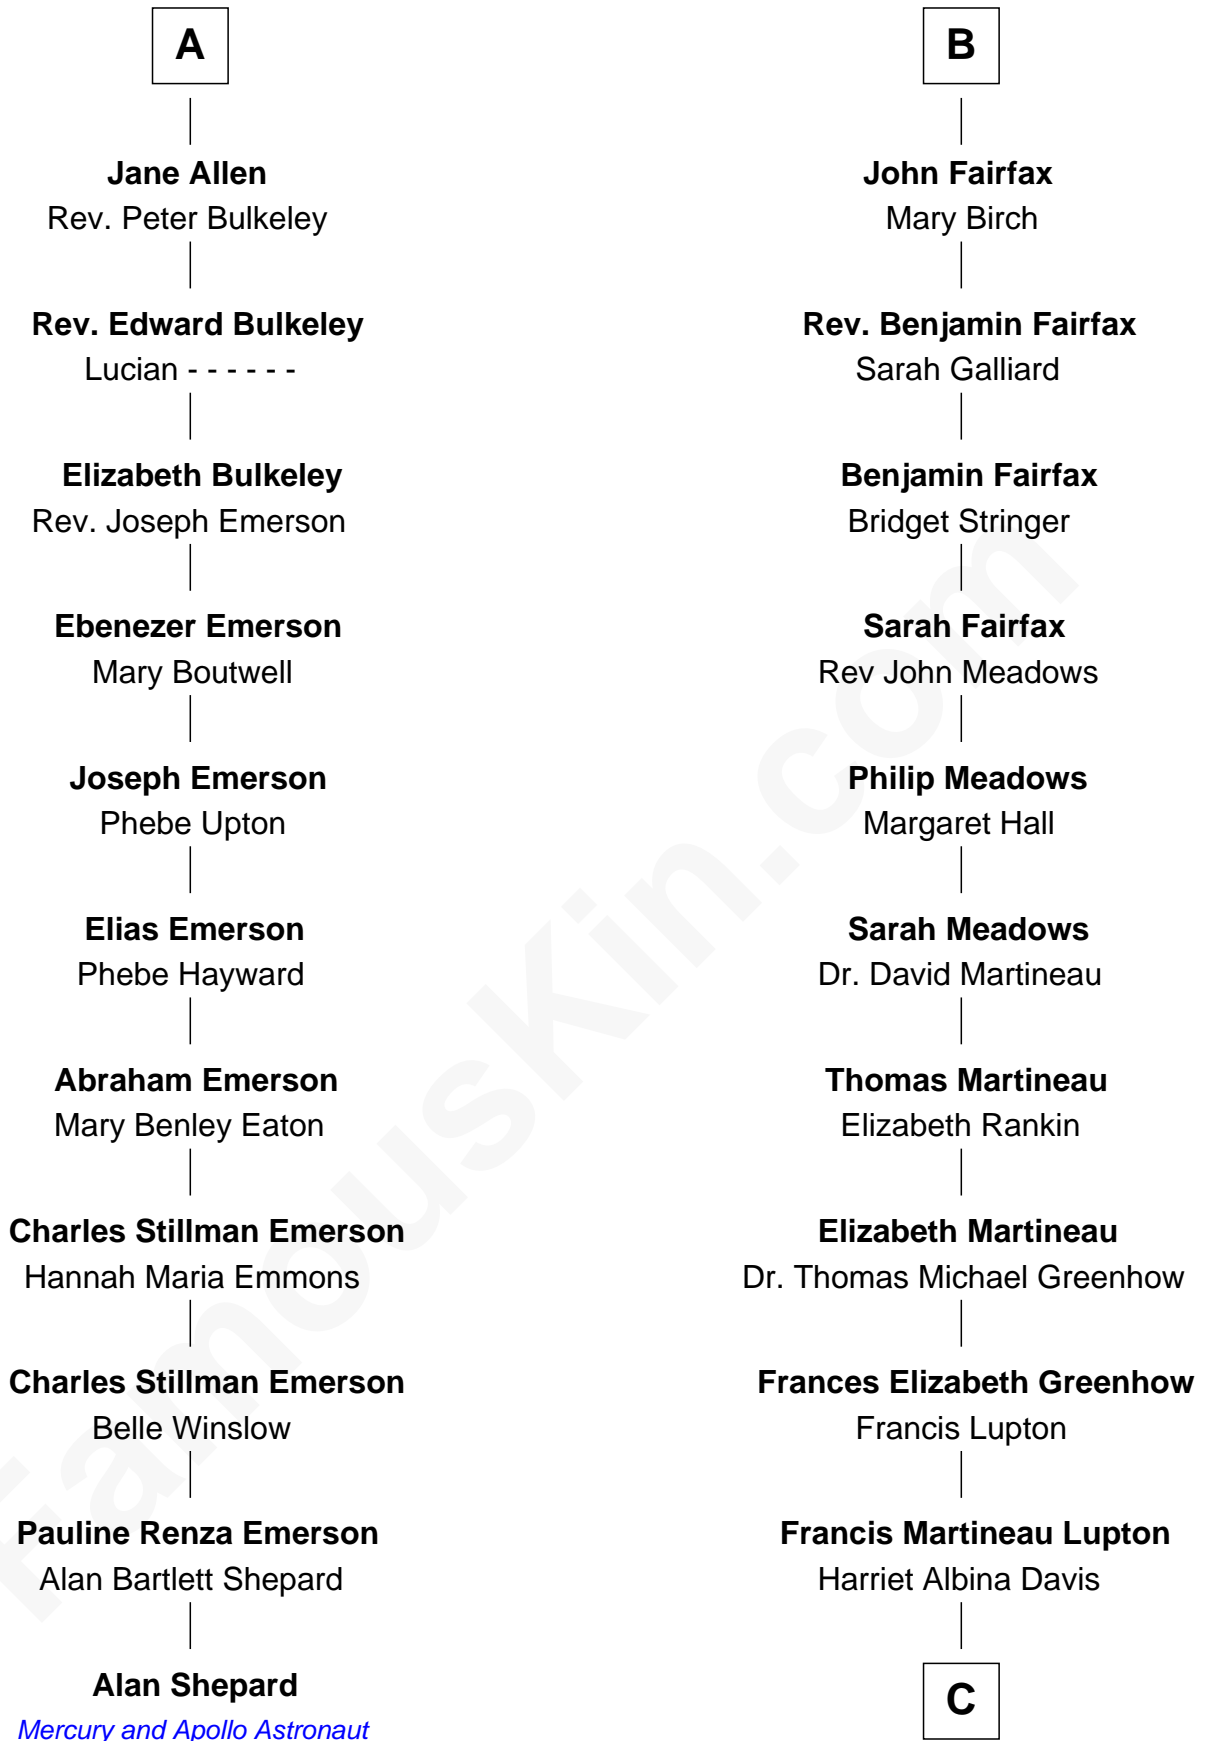 A
Jane Allen
Rev. Peter Bulkeley
Rev. Edward Bulkeley
Lucian - - - - - -
Elizabeth Bulkeley
Rev. Joseph Emerson
Ebenezer Emerson
Mary Boutwell
Joseph Emerson
Phebe Upton
Elias Emerson
Phebe Hayward
Abraham Emerson
Mary Benley Eaton
Charles Stillman Emerson
Hannah Maria Emmons
Charles Stillman Emerson
Belle Winslow
Pauline Renza Emerson
Alan Bartlett Shepard
Alan Shepard
Mercury and Apollo Astronaut
B
John Fairfax
Mary Birch
Rev. Benjamin Fairfax
Sarah Galliard
Benjamin Fairfax
Bridget Stringer
Sarah Fairfax
Rev John Meadows
Philip Meadows
Margaret Hall
Sarah Meadows
Dr. David Martineau
Thomas Martineau
Elizabeth Rankin
Elizabeth Martineau
Dr. Thomas Michael Greenhow
Frances Elizabeth Greenhow
Francis Lupton
Francis Martineau Lupton
Harriet Albina Davis
C
FamousKin.com